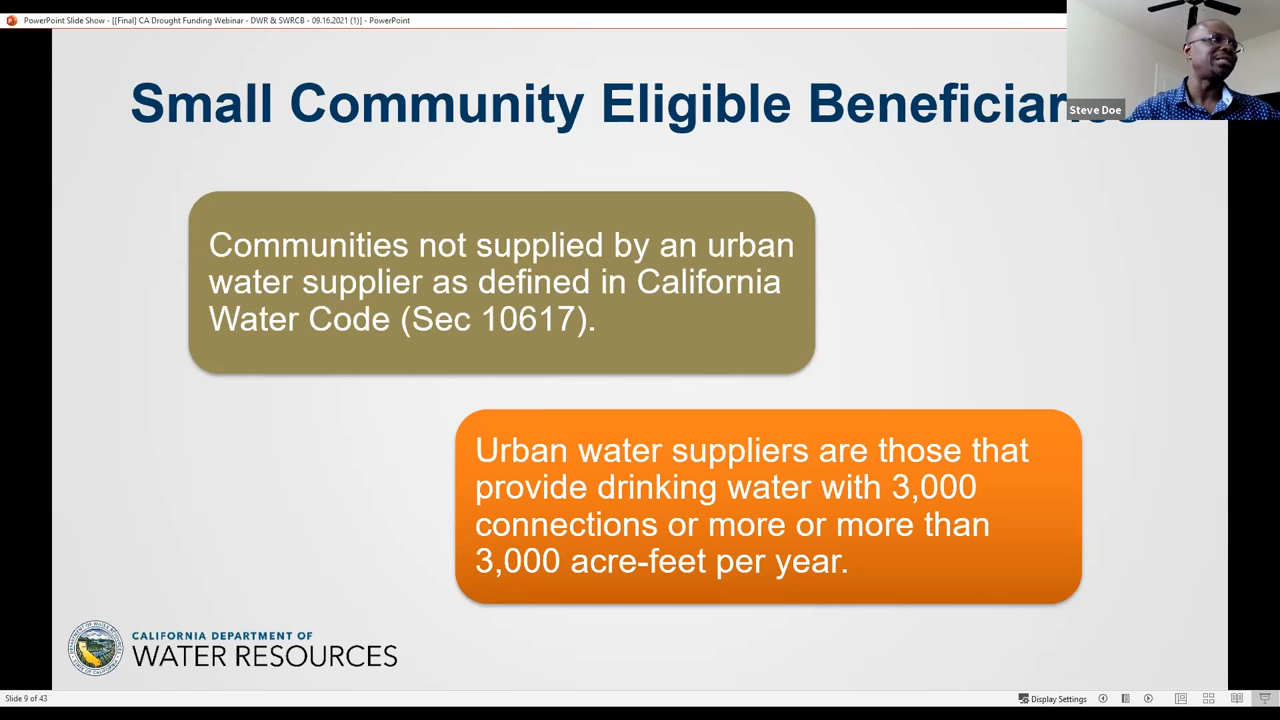 PowerPoint Slide Show - [[Final] CA Drought Funding Webinar - DWR & SWRCB - 09.16.2021 (1)] - PowerPoint
Small Community Eligible
Steve Doe
Communities not supplied by an urban
water supplier as defined in California
Water Code (Sec 10617).
Urban water suppliers are those that
provide drinking water with 3,000
connections or more or more than
3,000 acre-feet per year.
CALIFORNIA DEPARTMENT OF
WATER RESOURCES
Slide 9 of 43
Display Settings